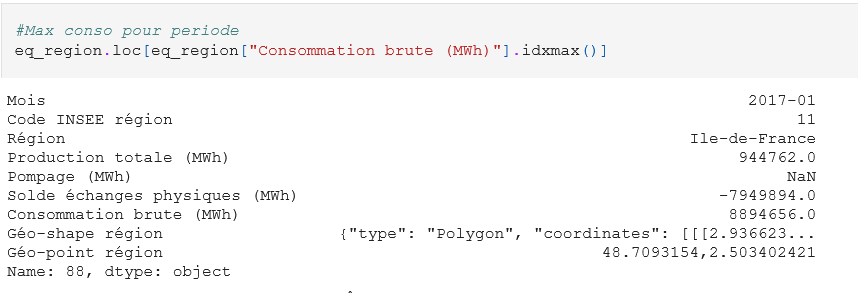 #Max conso pour periode
eq_region.loc[eq_region["Consommation brute (MWh)"].idxmax()]
Mois 2017-01
Code INSEE région 11
Région Ile-de-France
Production totale (MWh) 944762.0
Pompage (MWh) NaN
Solde échanges physiques (MWh) -7949894.0
Consommation brute (MWh) 8894656.0
Géo-shape région {"type": "Polygon", "coordinates": [[[2.936623...
Géo-point région 48.7093154,2.503402421
Name: 88, dtype: object